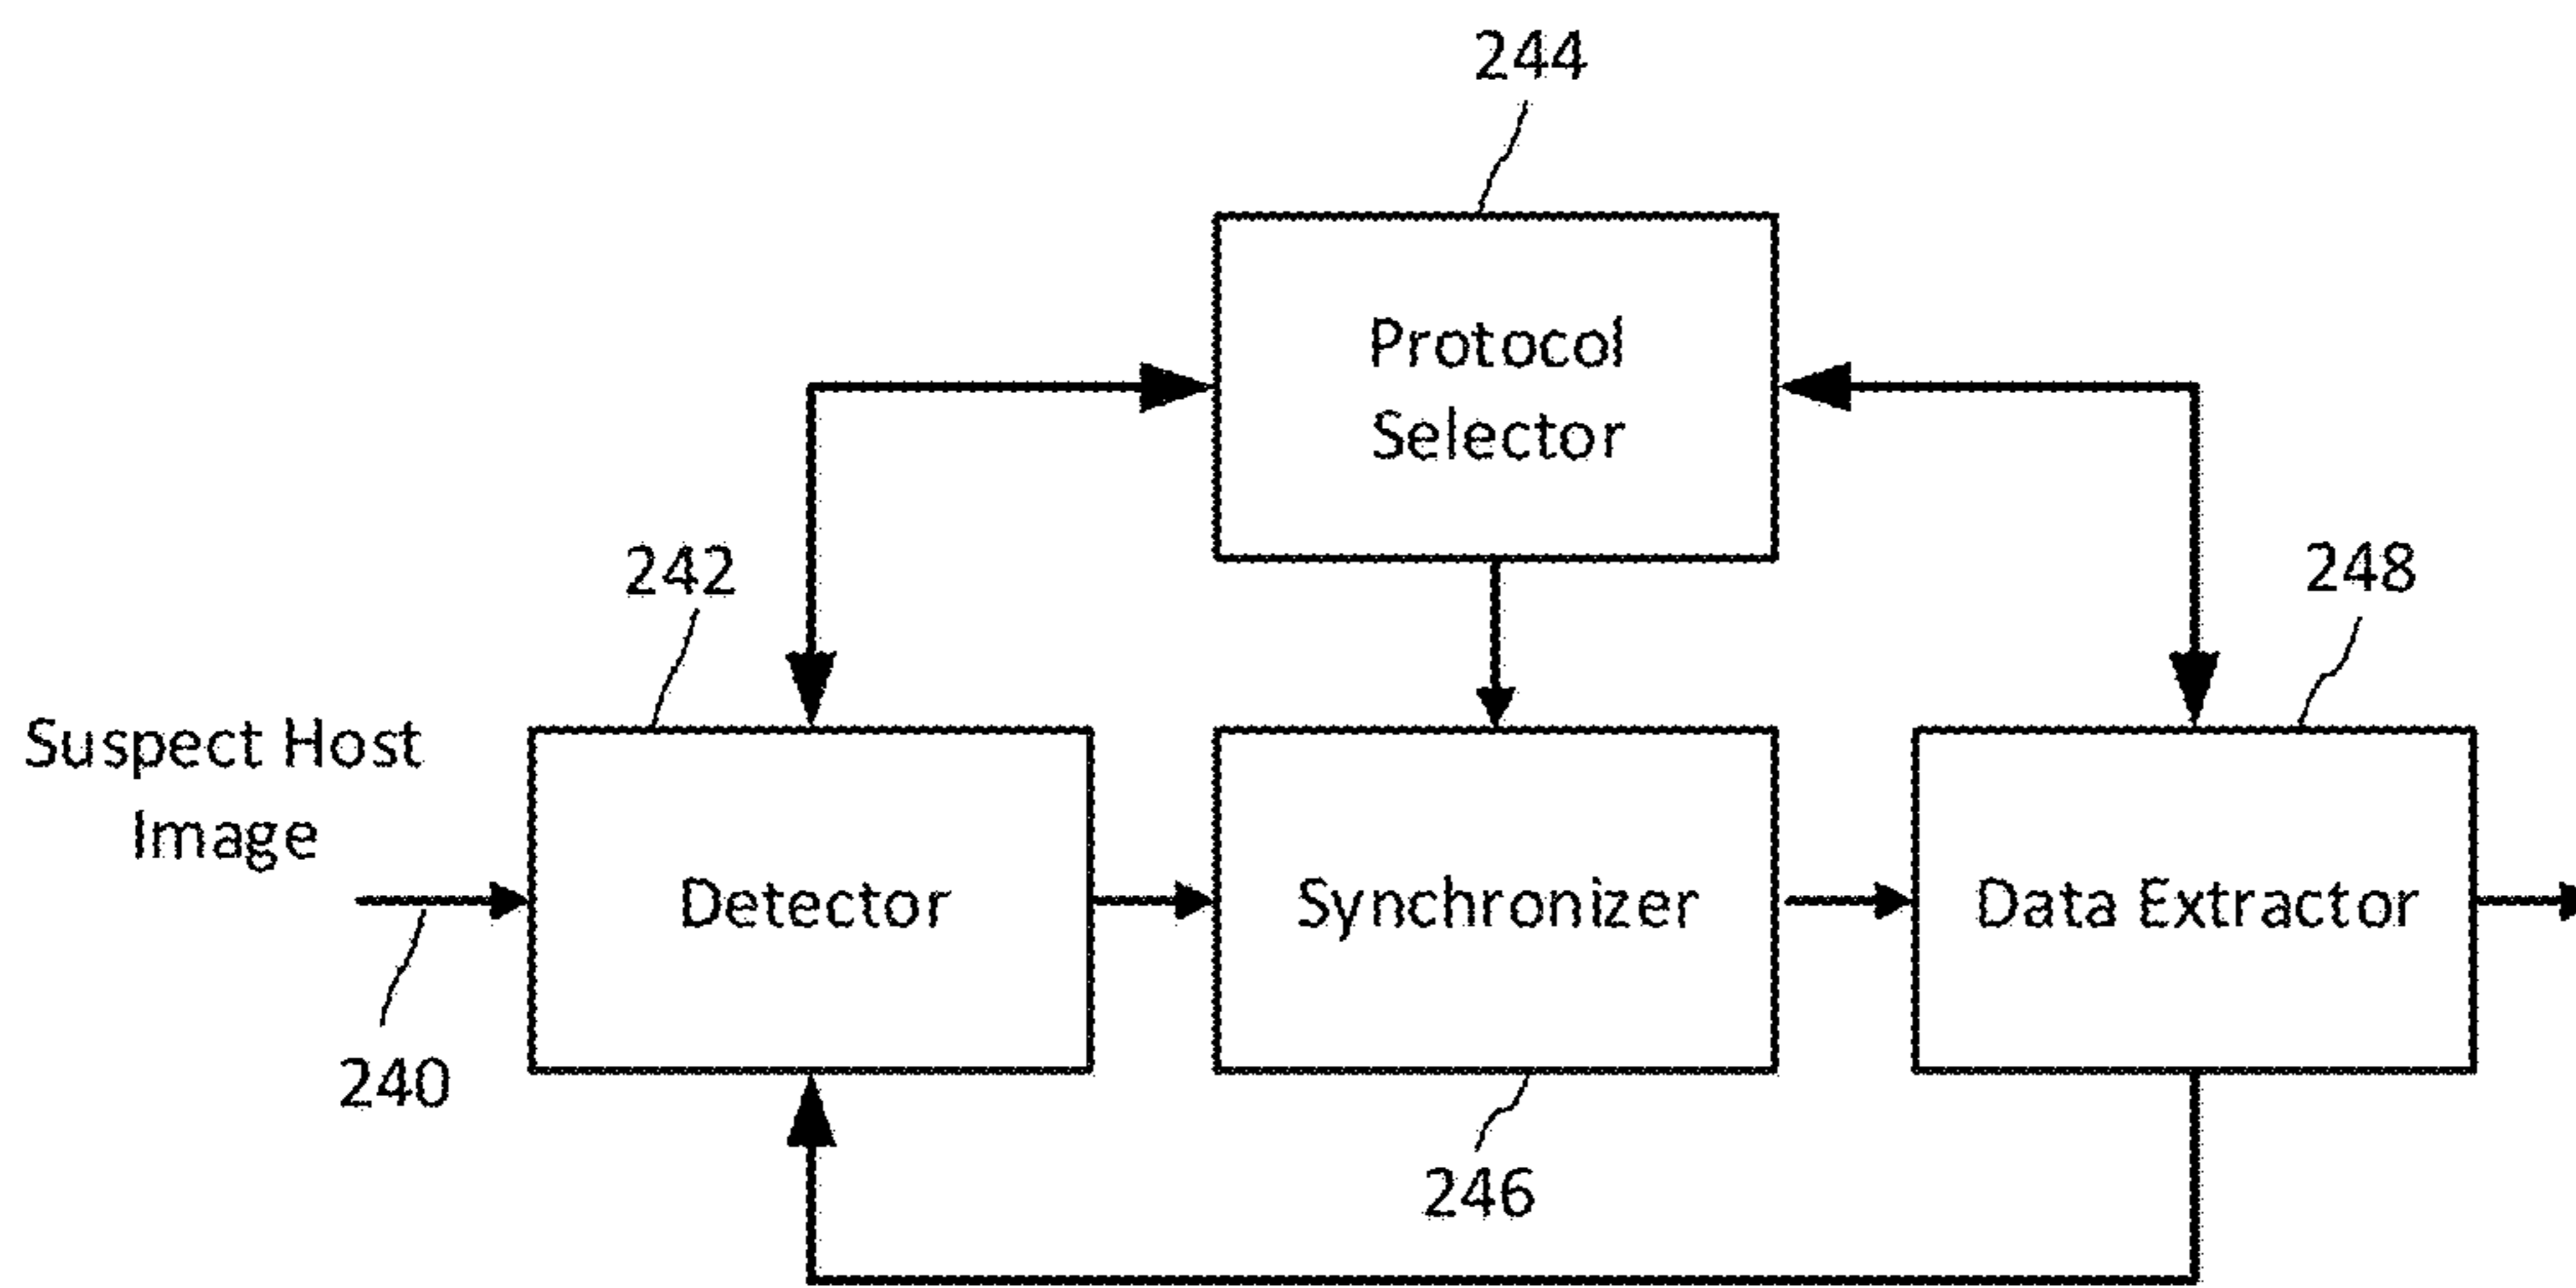 244
Protocol
Selector
242
248
Suspect Host
Image
Detector
Synchronizer
Data Extractor
240
246